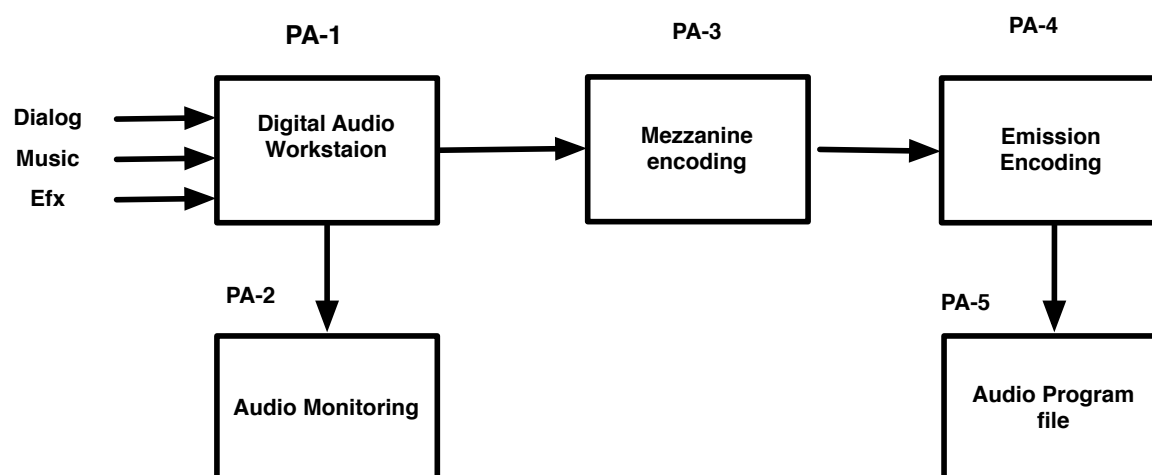 PA-1
PA-3
PA-4
Dialog
Music
Efx
Digital Audio
Workstaion
Mezzanine
encoding
Emission
Encoding
PA-2
PA-5
Audio Monitoring
Audio Program
file